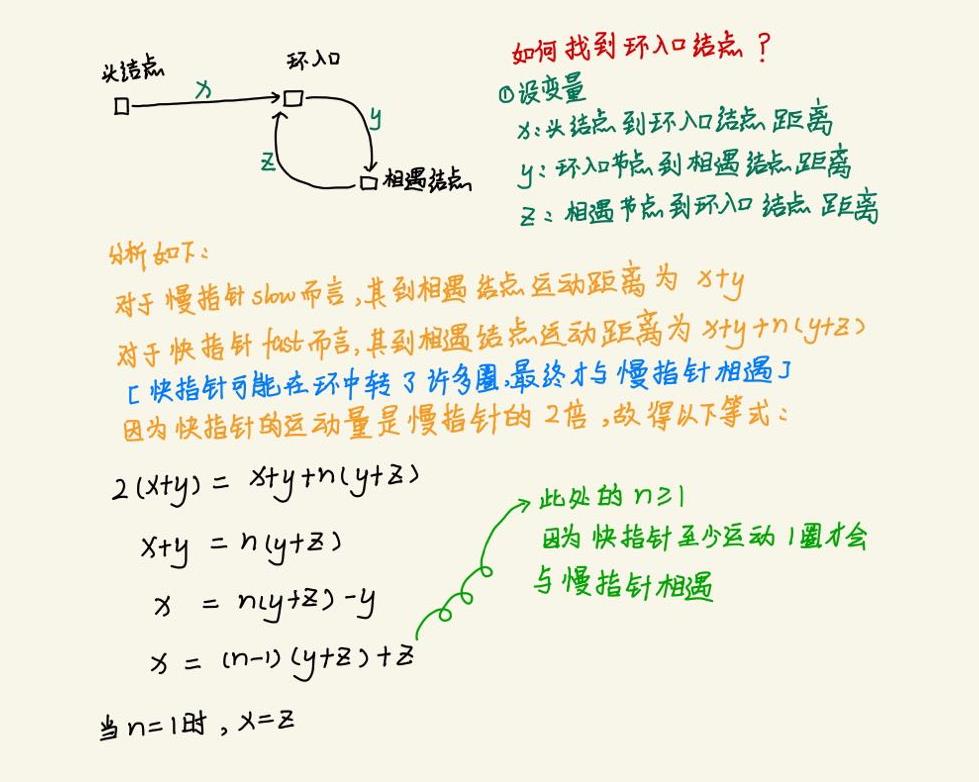 头结点
环入口
x
y
z
相遇结点
如何找到环入口结点？
①设变量
x：头结点到环入口结点距离
y：环入口节点到相遇结点距离
z：相遇节点到环入口结点距离
分析如下：
对于慢指针slow而言，其到相遇结点运动距离为 x+y
对于快指针fast而言，其到相遇结点运动距离为x+y+n(y+z)
[快指针可能在环中转了许多圈，最终才与慢指针相遇]
因为快指针的运动量是慢指针的2倍，故得以下等式：
2(x+y) = x+y+n(y+z)
x+y = n(y+z)
x = n(y+z)-y
x = (n-1)(y+z)+z
此处的n≥1
因为快指针至少运动1圈才会
与慢指针相遇
当n=1时，x=z